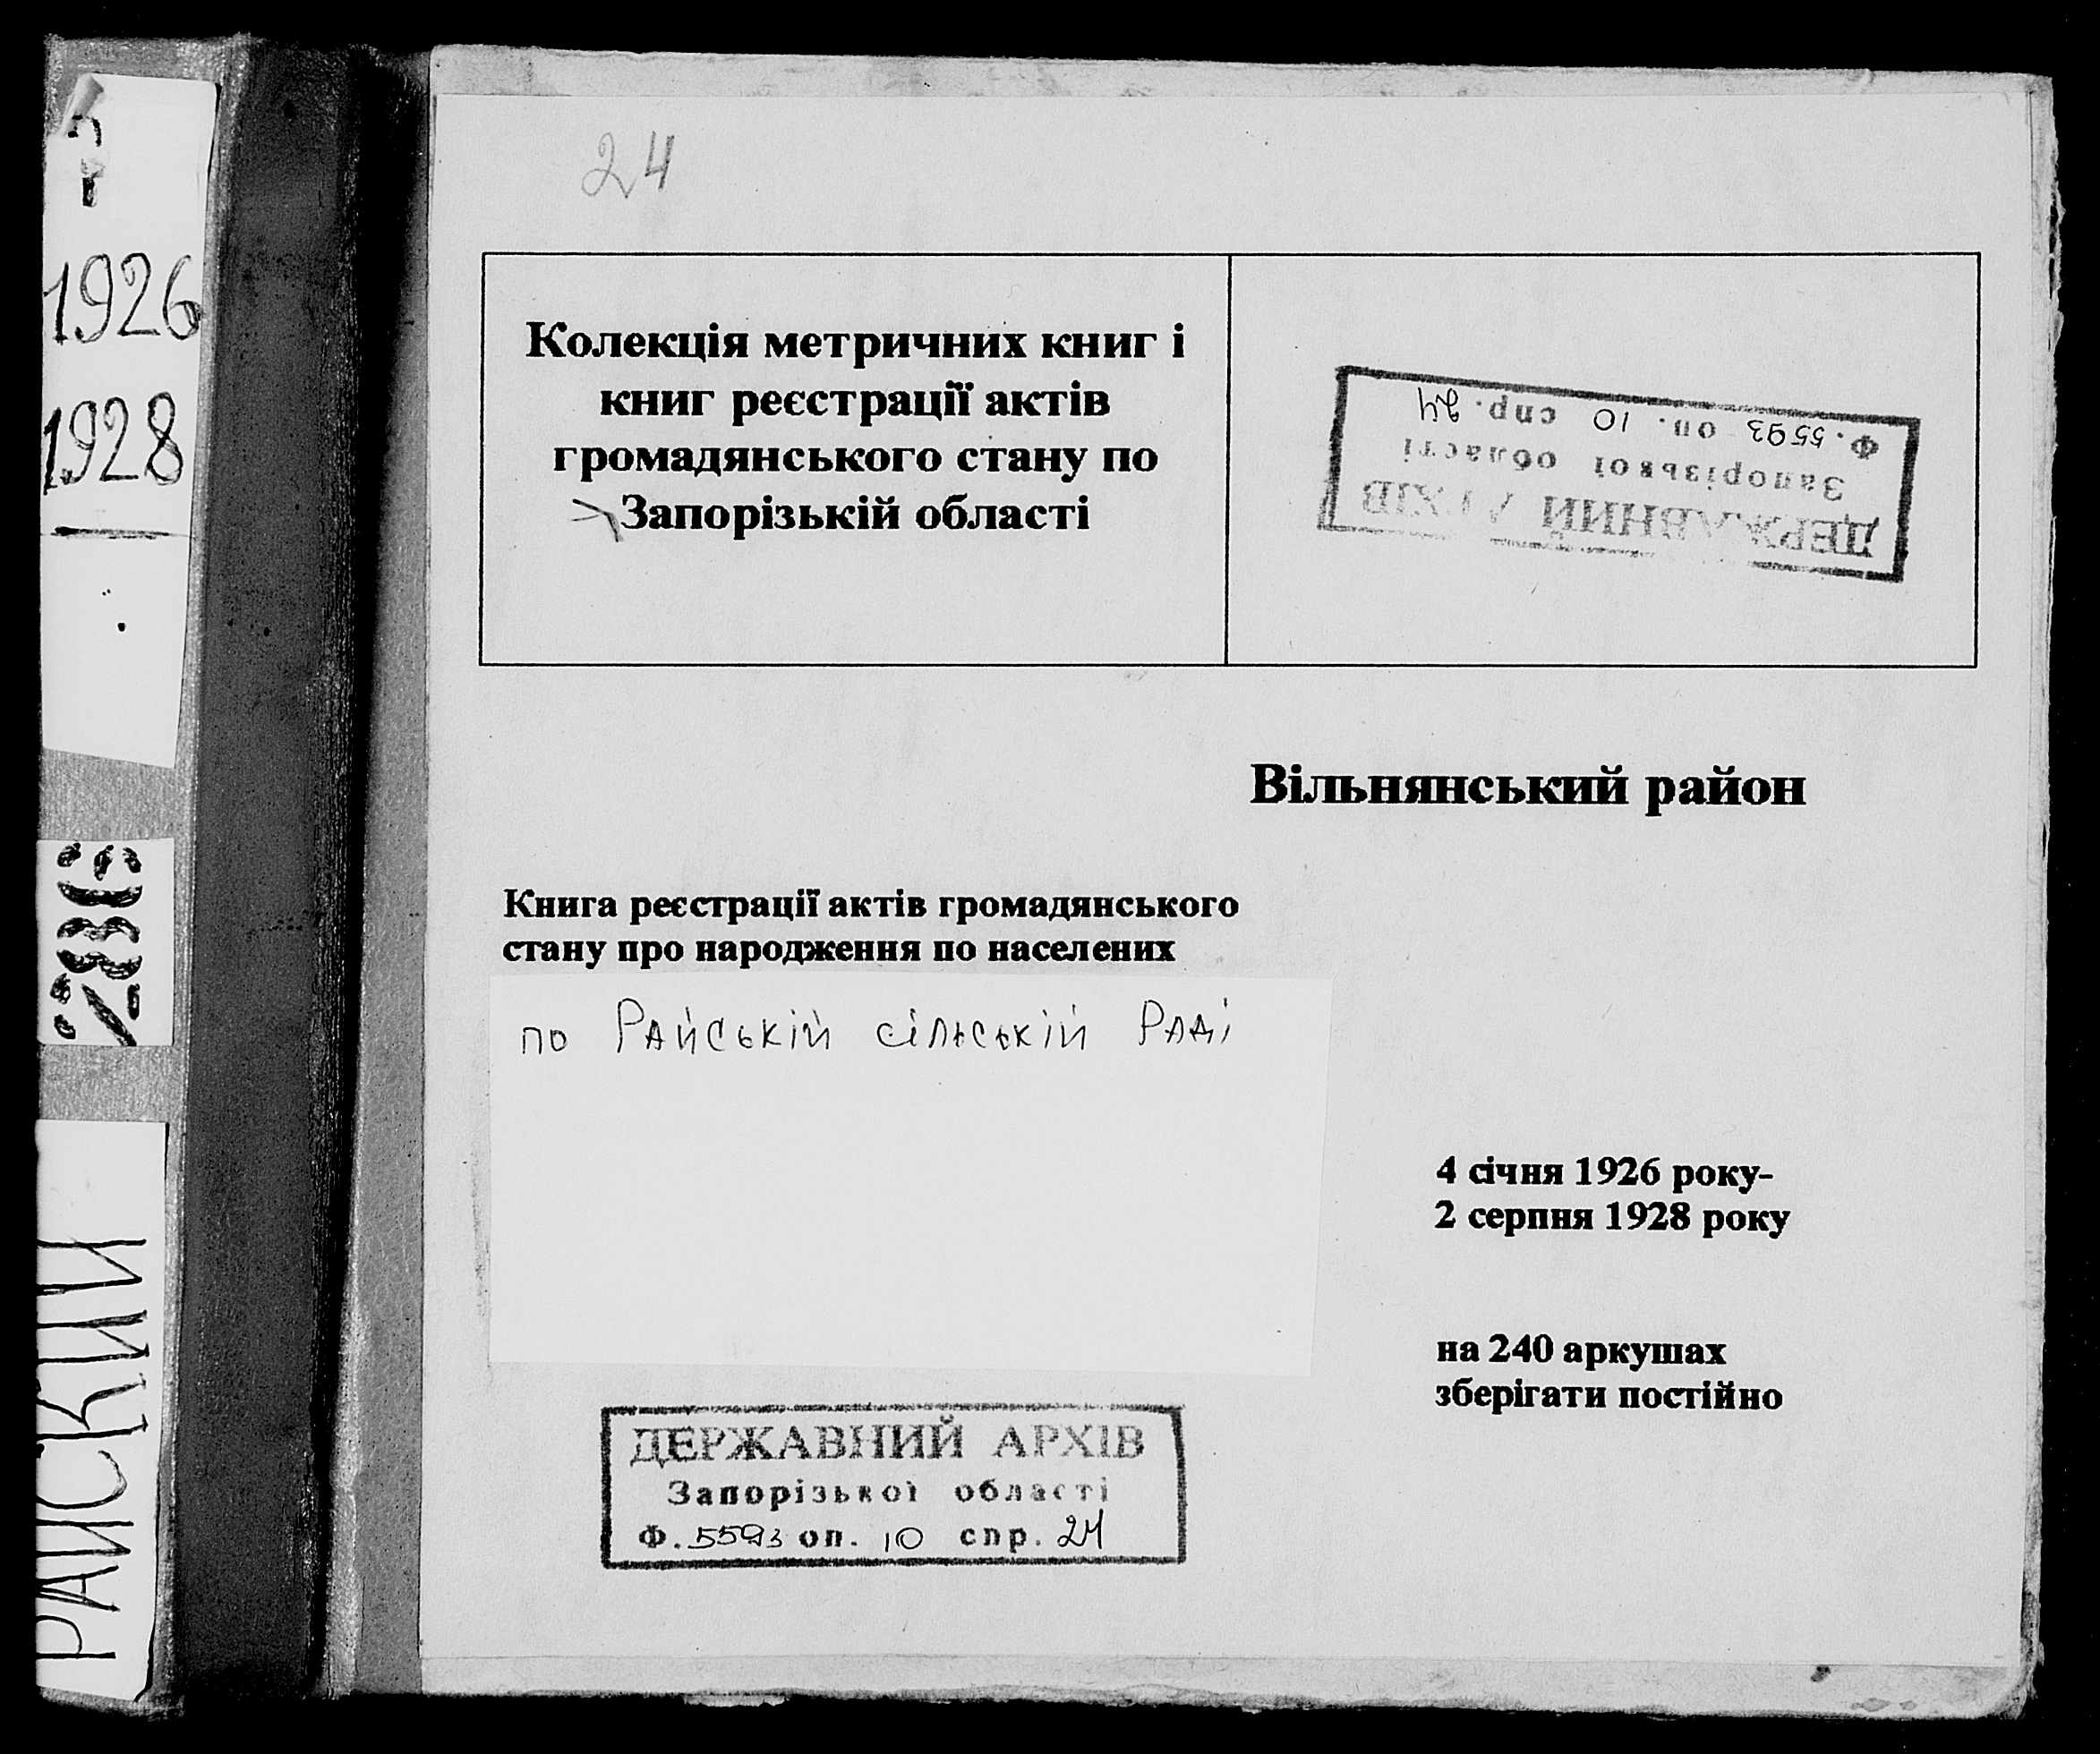 1926
1928
РАЙСКИЙ
24
Колекція метричних книг і
книг реєстрації актів
громадянського стану по
Запорізькій області
ДЕРЖАВНИЙ АРХІВ
Запорізької області
Ф. 5593 оп. 10 спр. 24
Вільнянський район
Книга реєстрації актів громадянського
стану про народження по населених
по Райській сільській Раді
4 січня 1926 року-
2 серпня 1928 року
на 240 аркушах
зберігати постійно
ДЕРЖАВНИЙ АРХІВ
Запорізької області
Ф. 5593 оп. 10 спр. 24